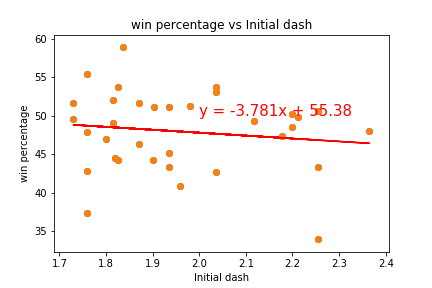 win percentage vs Initial dash
60
55
50
45
40
35
win percentage
y = -3.781x + 55.38
1.7 1.8 1.9 2.0 2.1 2.2 2.3 2.4
Initial dash